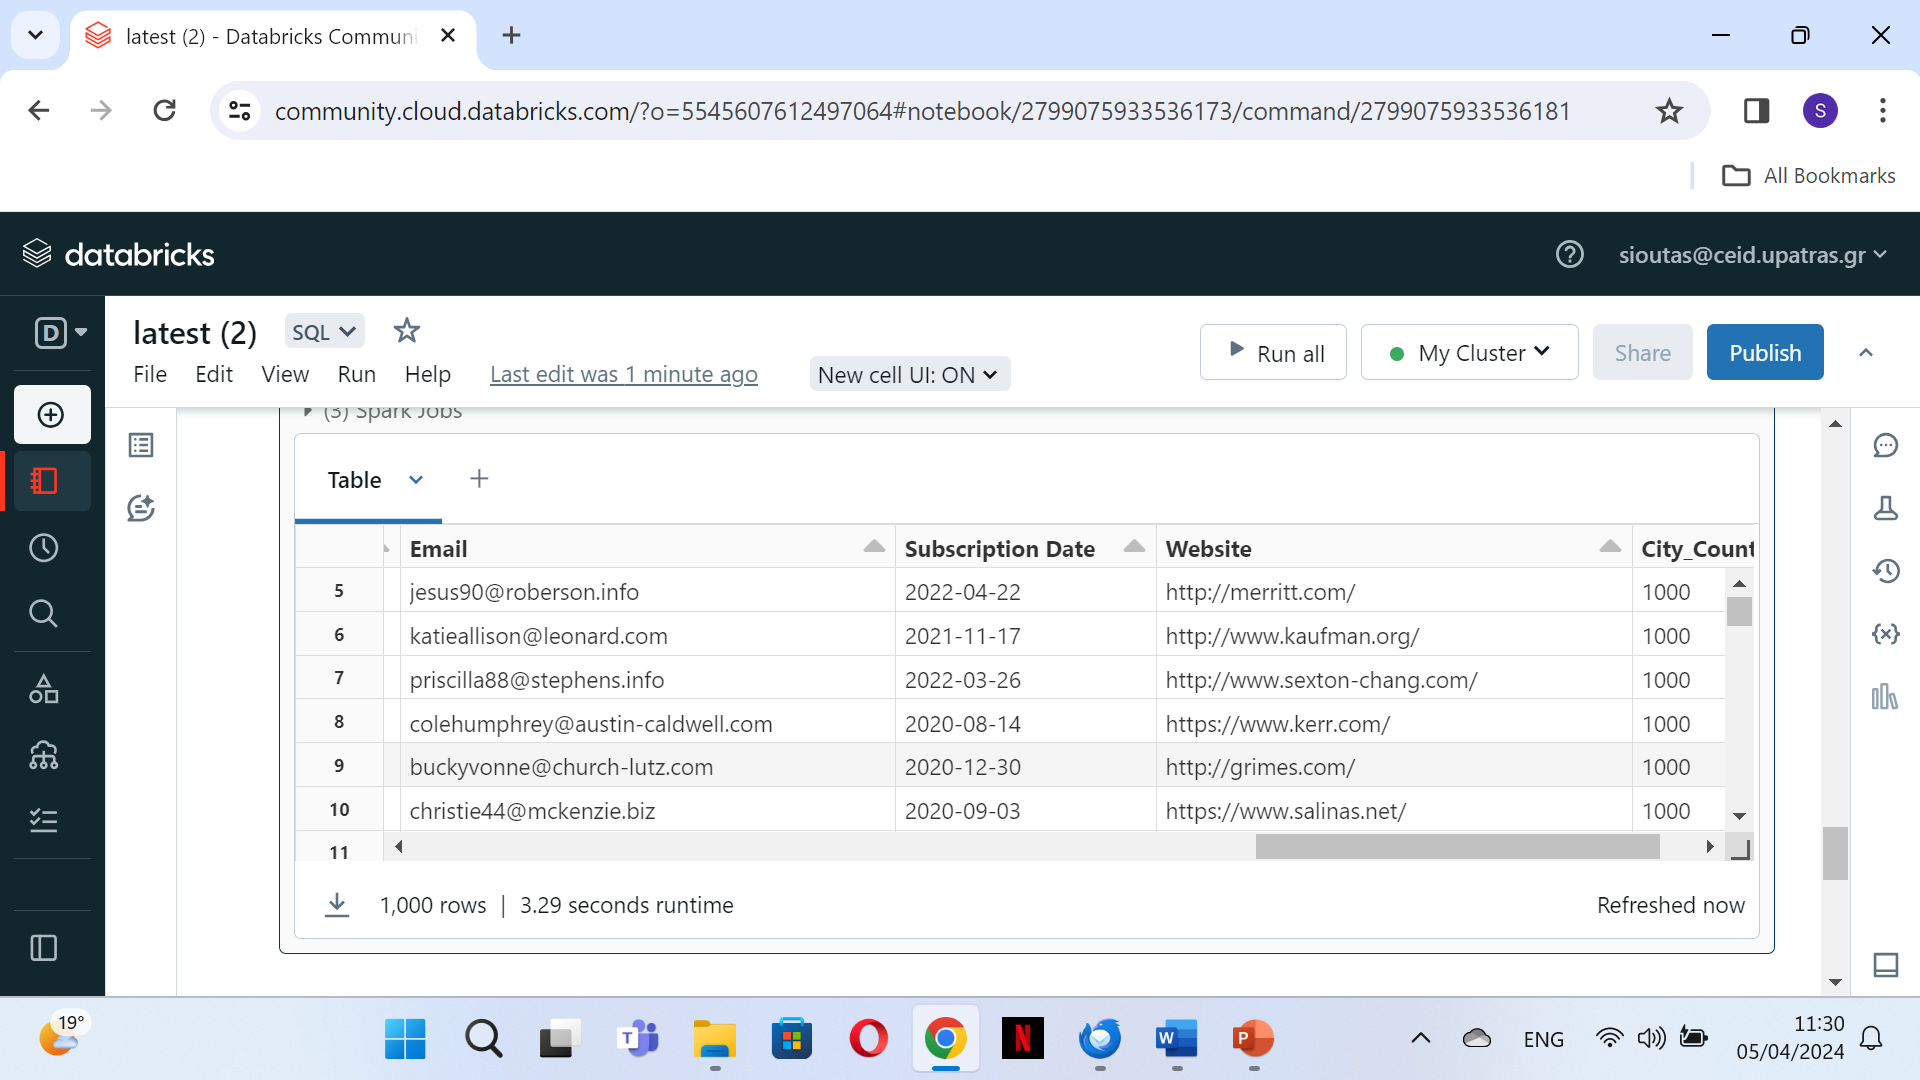 latest (2) - Databricks Communi
community.cloud.databricks.com/?o=5545607612497064#notebook/2799075933536173/command/2799075933536181
S
All Bookmarks
databricks
sioutas@ceid.upatras.gr
D
latest (2) SQL
Run all
My Cluster
Share
Publish
File Edit View Run Help Last edit was 1 minute ago New cell UI: ON
(3) Spark Jobs
Table
Email Subscription Date Website City_Count
5 jesus90@roberson.info 2022-04-22 http://merritt.com/ 1000
6 katieallison@leonard.com 2021-11-17 http://www.kaufman.org/ 1000
7 priscilla88@stephens.info 2022-03-26 http://www.sexton-chang.com/ 1000
8 colehumphrey@austin-caldwell.com 2020-08-14 https://www.kerr.com/ 1000
9 buckyvonne@church-lutz.com 2020-12-30 http://grimes.com/ 1000
10 christie44@mckenzie.biz 2020-09-03 https://www.salinas.net/ 1000
11
1,000 rows | 3.29 seconds runtime
Refreshed now
19°
T
N
W
P
ENG
11:30
05/04/2024